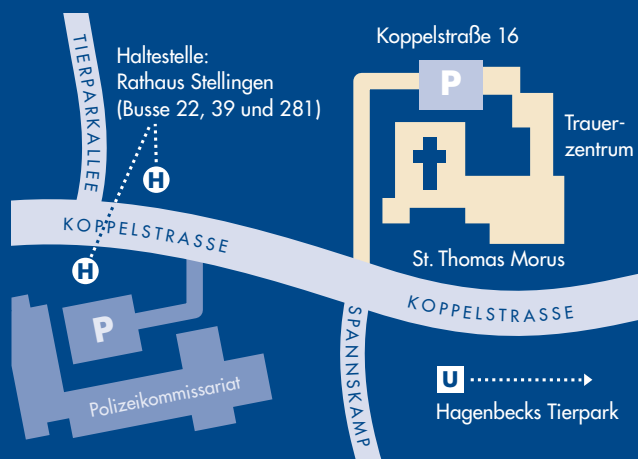 TIERPARKALLEE
Haltestelle:
Rathaus Stellingen
(Busse 22, 39 und 281)
H
H
KOPPELSTRASSE
Koppelstraße 16
P
Trauer-
zentrum
St. Thomas Morus
KOPPELSTRASSE
SPANNSKAMP
P
Polizeikommissariat
U
Hagenbecks Tierpark